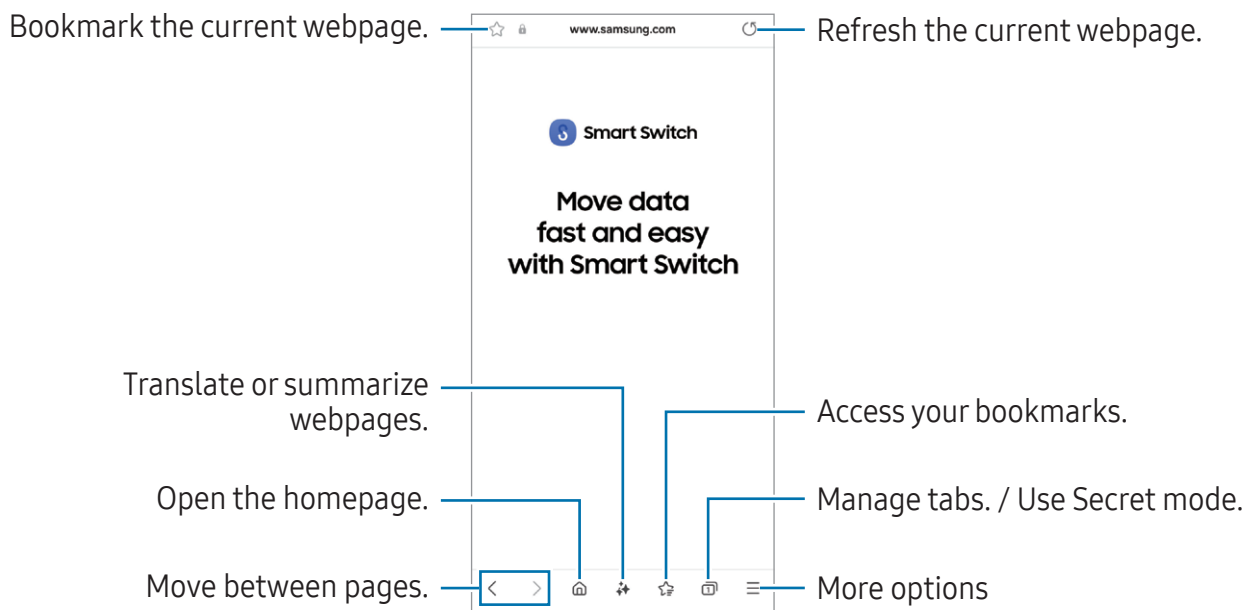 Bookmark the current webpage.
www.samsung.com
Refresh the current webpage.
Smart Switch
Move data
fast and easy
with Smart Switch
Translate or summarize
webpages.
Access your bookmarks.
Open the homepage.
Manage tabs. / Use Secret mode.
Move between pages.
1
More options